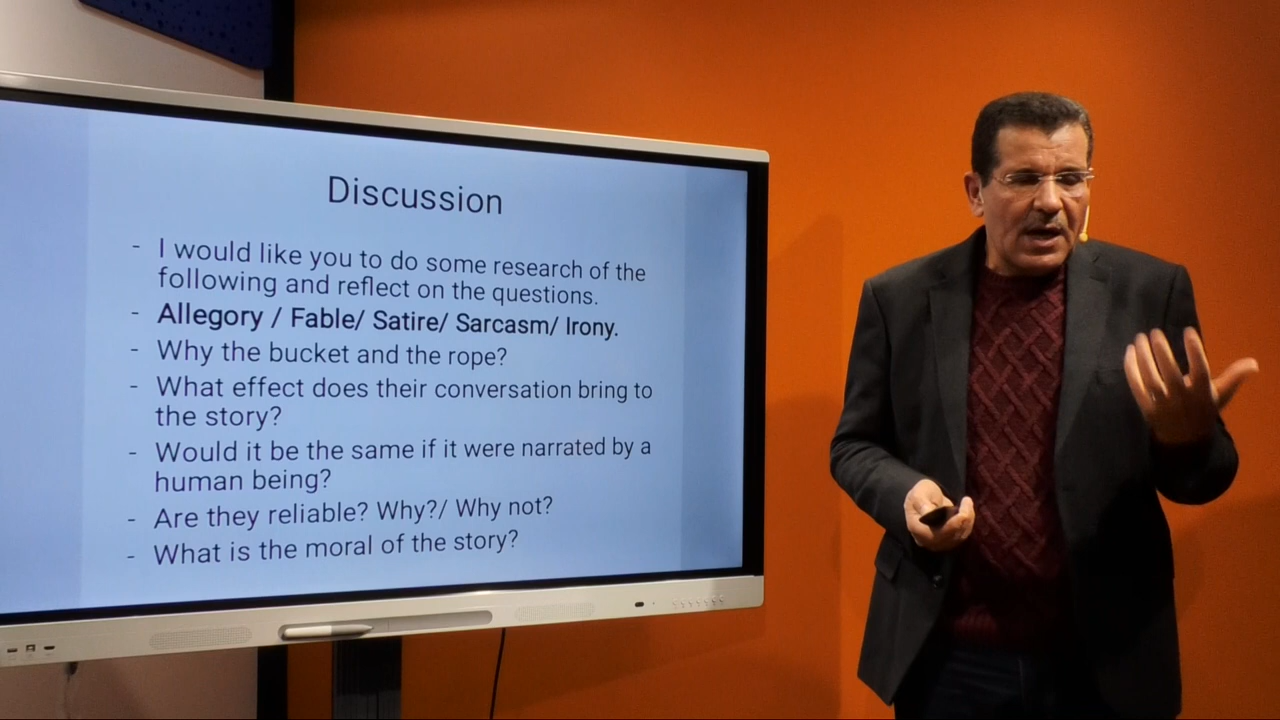 Discussion
- I would like you to do some research of the
following and reflect on the questions.
- Allegory / Fable/ Satire/ Sarcasm/ Irony.
- Why the bucket and the rope?
- What effect does their conversation bring to
the story?
- Would it be the same if it were narrated by a
human being?
- Are they reliable? Why?/ Why not?
- What is the moral of the story?